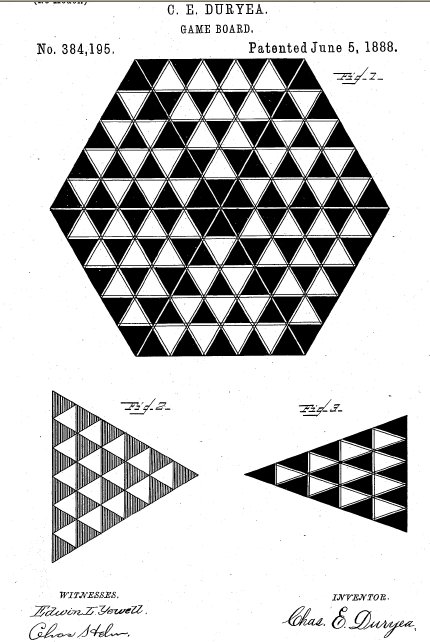 (No Model.)
C. E. DURYEA.
GAME BOARD.
No. 384,195.
Patented June 5, 1888.
Fig. 1.
Fig. 2.
Fig. 3.
WITNESSES.
Edwin L. Yewell.
Chas
INVENTOR.
Chas. E. Duryea.